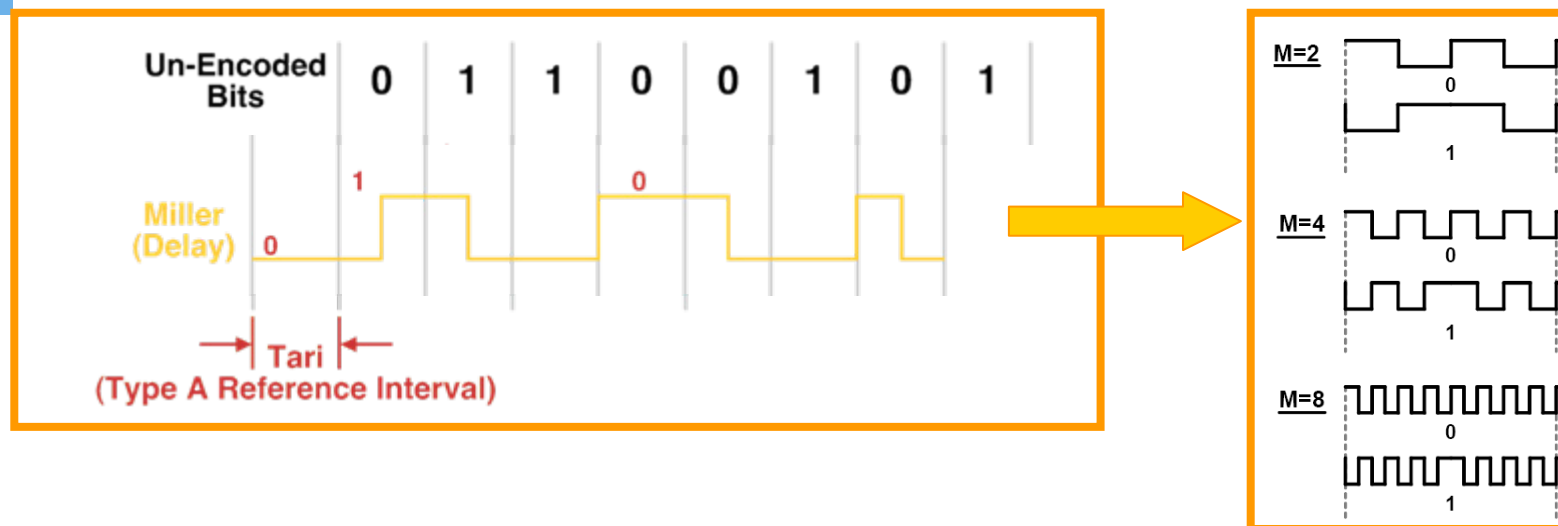 Un-Encoded
Bits
0 1 1 0 0 1 0 1
Miller
(Delay)
0
1
0
Tari
(Type A Reference Interval)
M=2
0
1
M=4
0
1
M=8
0
1